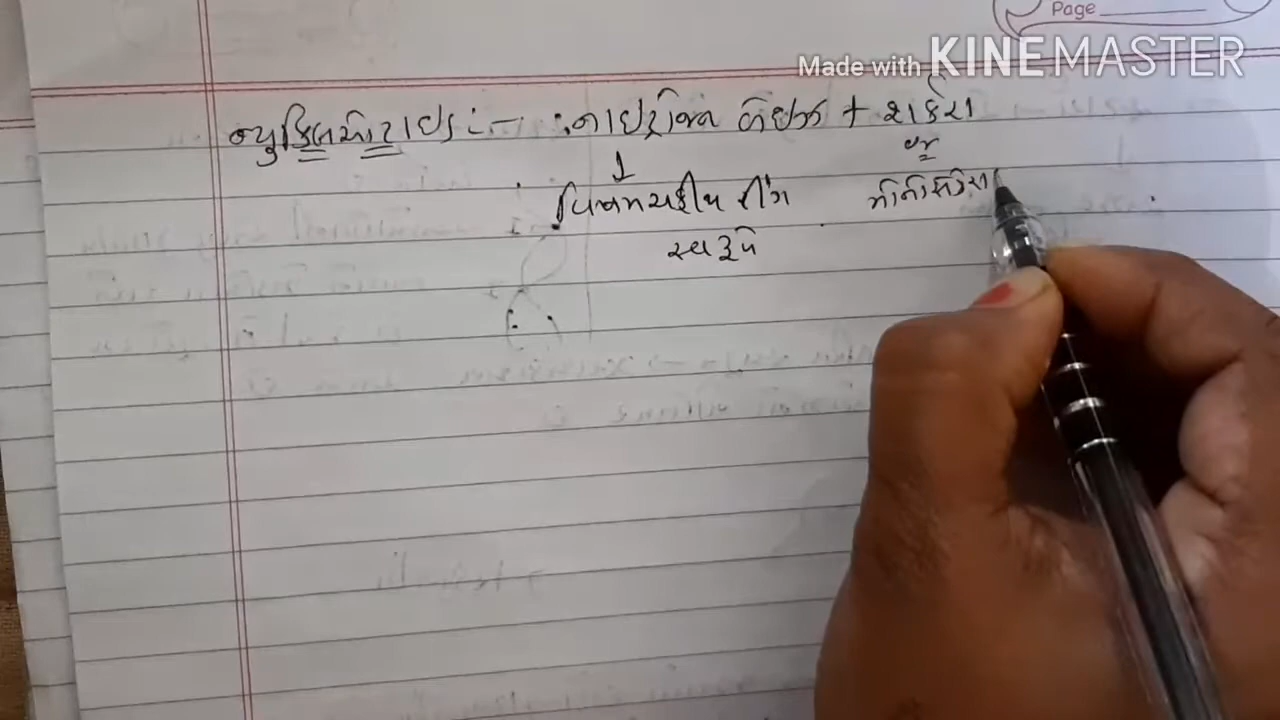 Page
Made with KINEMASTER
ન્યુક્લિઓટાઇડ :- નાઇટ્રોજન બેઇઝ + શર્કરા
વિષમચક્રીય રીંગ
સ્વરૂપે